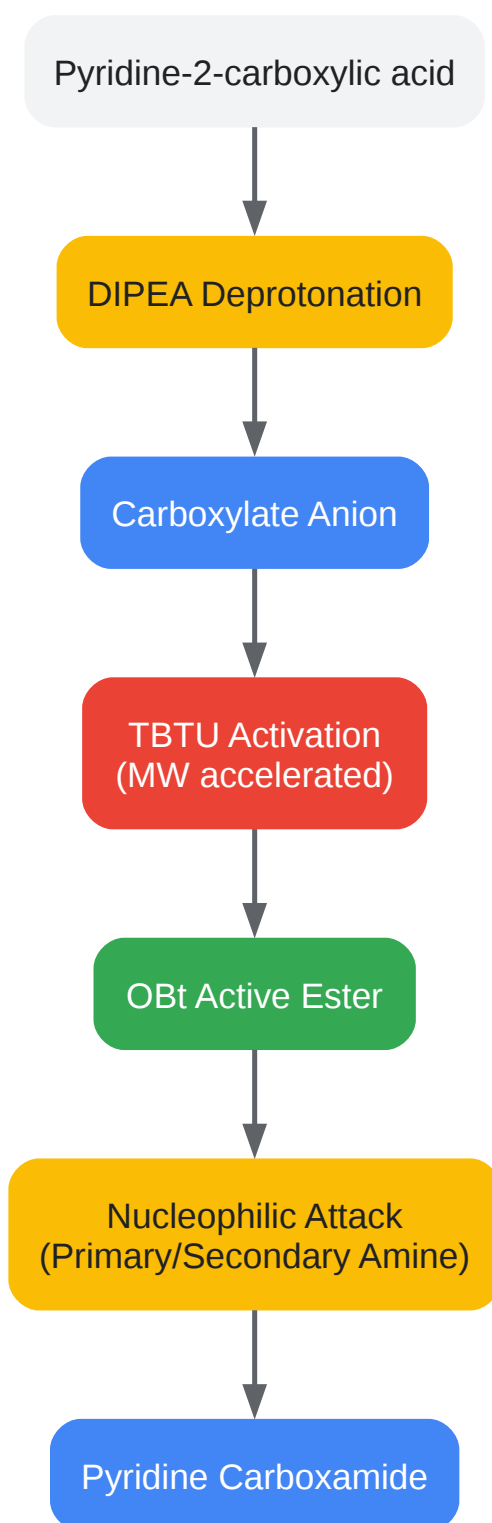 Pyridine-2-carboxylic acid
DIPEA Deprotonation
Carboxylate Anion
TBTU Activation
(MW accelerated)
OBt Active Ester
Nucleophilic Attack
(Primary/Secondary Amine)
Pyridine Carboxamide